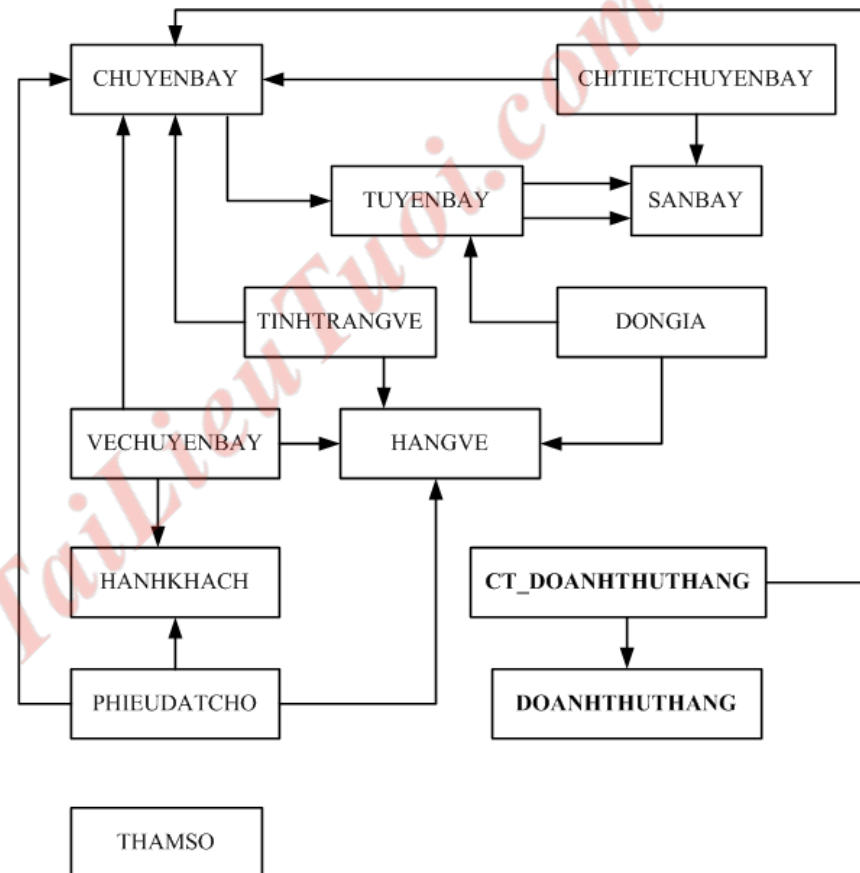 CHUYENBAY
CHITIETCHUYENBAY
TUYENBAY
SANBAY
TINHTRANGVE
DONGIA
VECHUYENBAY
HANGVE
HANHKHACH
CT_DOANHTHUTHANG
PHIEUDATCHO
DOANHTHUTHANG
THAMSO
TaiLieuTuoi.com